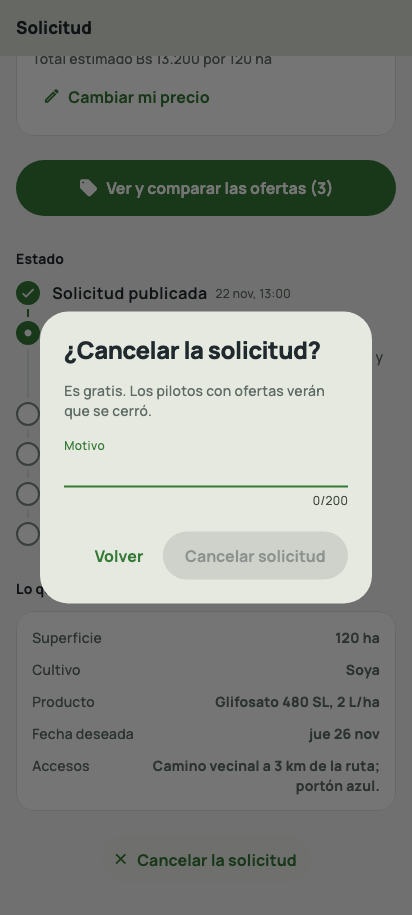 Solicitud
Total estimado Bs 13.200 por 120 ha
Cambiar mi precio
Ver y comparar las ofertas (3)
Estado
Solicitud publicada 22 nov, 13:00
y
¿Cancelar la solicitud?
Es gratis. Los pilotos con ofertas verán
que se cerró.
Motivo
0/200
Volver
Cancelar solicitud
Lo q
Superficie 120 ha
Cultivo Soya
Producto Glifosato 480 SL, 2 L/ha
Fecha deseada jue 26 nov
Accesos Camino vecinal a 3 km de la ruta;
portón azul.
Cancelar la solicitud